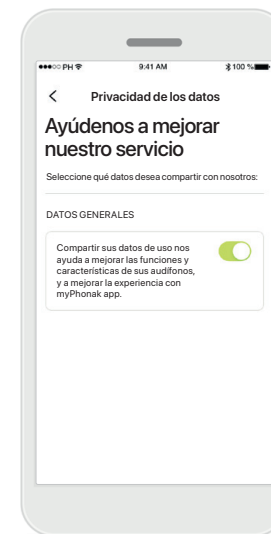 PH 9:41 AM 100 %
Privacidad de los datos
Ayúdenos a mejorar
nuestro servicio
Seleccione qué datos desea compartir con nosotros:
DATOS GENERALES
Compartir sus datos de uso nos
ayuda a mejorar las funciones y
características de sus audífonos,
y a mejorar la experiencia con
myPhonak app.